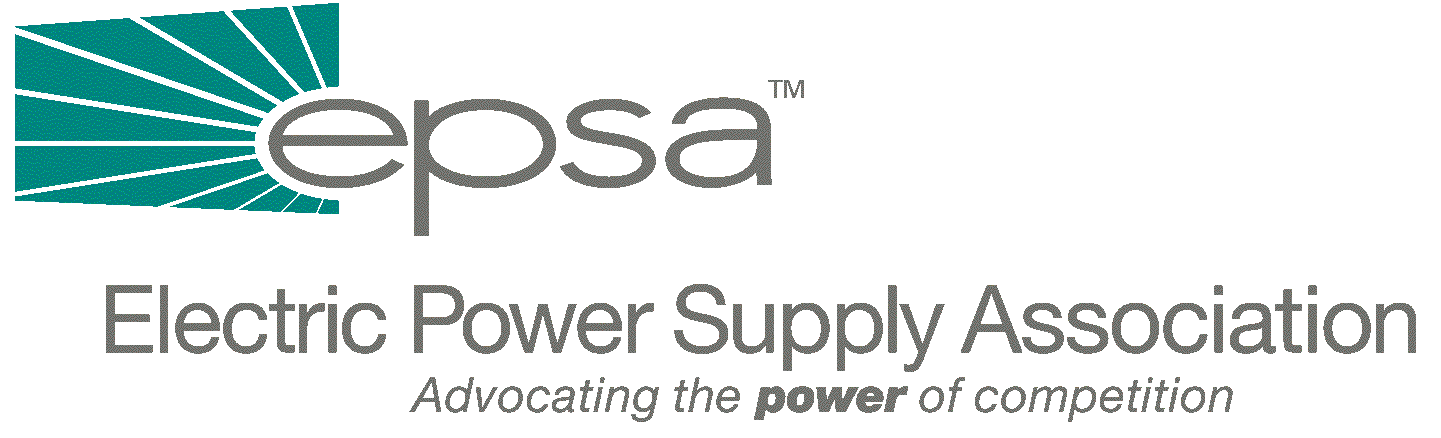 epsa™
Electric Power Supply Association
Advocating the power of competition